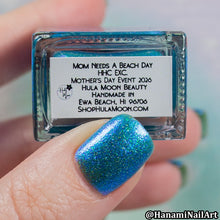 Mom Needs A Beach Day
HHC Exc.
Mother's Day Event 2026
Hula Moon Beauty
Handmade in
Ewa Beach, HI 96706
ShopHulaMoon.com
@HanamiNailArt